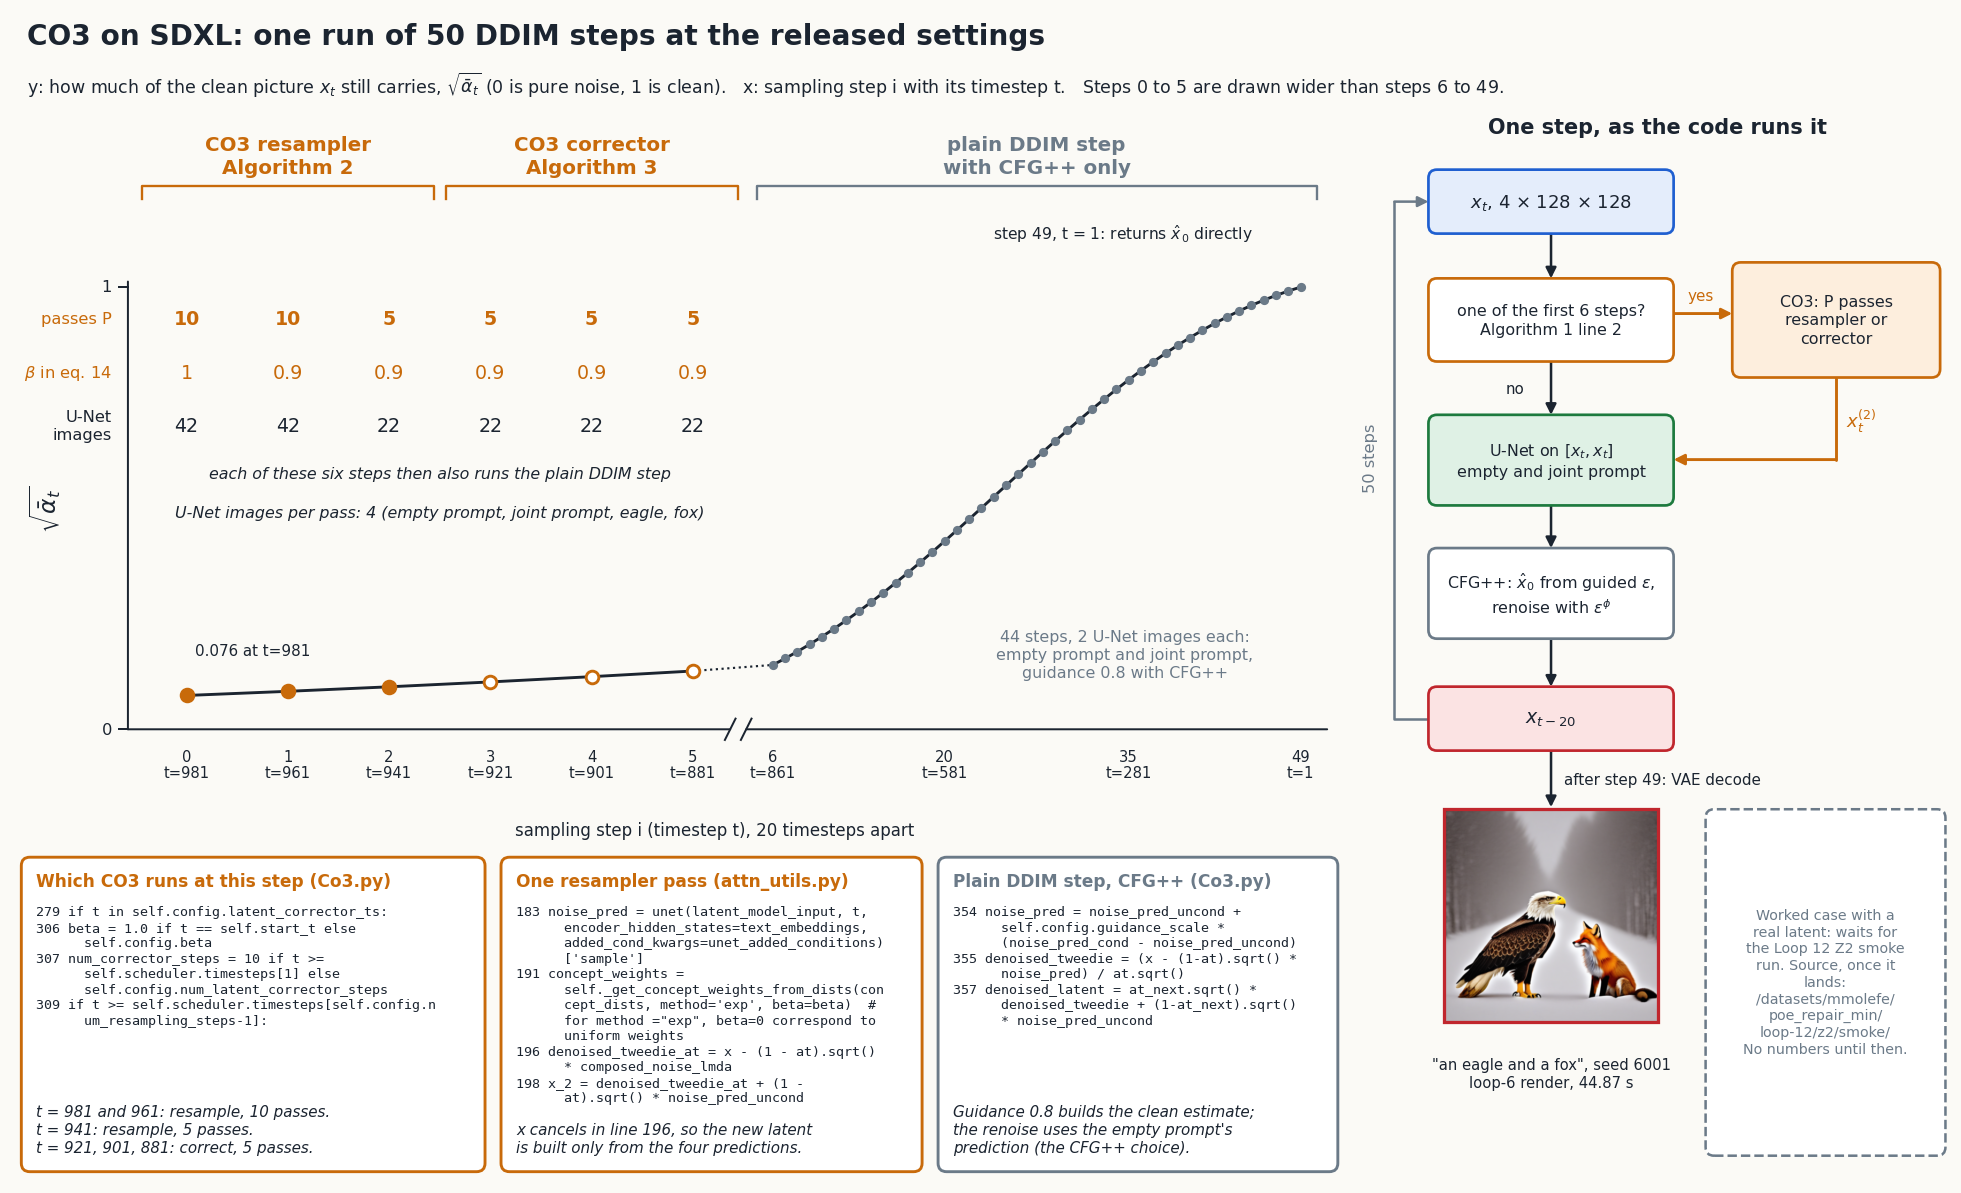 CO3 on SDXL: one run of 50 DDIM steps at the released settings
y: how much of the clean picture xₜ still carries, √ᾱₜ (0 is pure noise, 1 is clean).   x: sampling step i with its timestep t.   Steps 0 to 5 are drawn wider than steps 6 to 49.
CO3 resampler
Algorithm 2
CO3 corrector
Algorithm 3
plain DDIM step
with CFG++ only
step 49, t = 1: returns x̂₀ directly
1
passes P
10 10 5 5 5 5
β in eq. 14
1 0.9 0.9 0.9 0.9 0.9
U-Net
images
42 42 22 22 22 22
each of these six steps then also runs the plain DDIM step
U-Net images per pass: 4 (empty prompt, joint prompt, eagle, fox)
√ᾱₜ
0.076 at t=981
44 steps, 2 U-Net images each:
empty prompt and joint prompt,
guidance 0.8 with CFG++
0
0 1 2 3 4 5 6 20 35 49
t=981 t=961 t=941 t=921 t=901 t=881 t=861 t=581 t=281 t=1
sampling step i (timestep t), 20 timesteps apart
One step, as the code runs it
xₜ, 4 × 128 × 128
one of the first 6 steps?
Algorithm 1 line 2
yes
CO3: P passes
resampler or
corrector
no
xₜ⁽²⁾
50 steps
U-Net on [xₜ, xₜ]
empty and joint prompt
CFG++: x̂₀ from guided ε,
renoise with ε^ϕ
xₜ₋₂₀
after step 49: VAE decode
"an eagle and a fox", seed 6001
loop-6 render, 44.87 s
Worked case with a
real latent: waits for
the Loop 12 Z2 smoke
run. Source, once it
lands:
/datasets/mmolefe/
poe_repair_min/
loop-12/z2/smoke/
No numbers until then.
Which CO3 runs at this step (Co3.py)
279 if t in self.config.latent_corrector_ts:
306 beta = 1.0 if t == self.start_t else
self.config.beta
307 num_corrector_steps = 10 if t >=
self.scheduler.timesteps[1] else
self.config.num_latent_corrector_steps
309 if t >= self.scheduler.timesteps[self.config.n
um_resampling_steps-1]:
t = 981 and 961: resample, 10 passes.
t = 941: resample, 5 passes.
t = 921, 901, 881: correct, 5 passes.
One resampler pass (attn_utils.py)
183 noise_pred = unet(latent_model_input, t,
encoder_hidden_states=text_embeddings,
added_cond_kwargs=unet_added_conditions)
['sample']
191 concept_weights =
self._get_concept_weights_from_dists(con
cept_dists, method='exp', beta=beta)  #
for method ="exp", beta=0 correspond to
uniform weights
196 denoised_tweedie_at = x - (1 - at).sqrt()
* composed_noise_lmda
198 x_2 = denoised_tweedie_at + (1 -
at).sqrt() * noise_pred_uncond
x cancels in line 196, so the new latent
is built only from the four predictions.
Plain DDIM step, CFG++ (Co3.py)
354 noise_pred = noise_pred_uncond +
self.config.guidance_scale *
(noise_pred_cond - noise_pred_uncond)
355 denoised_tweedie = (x - (1-at).sqrt() *
noise_pred) / at.sqrt()
357 denoised_latent = at_next.sqrt() *
denoised_tweedie + (1-at_next).sqrt()
* noise_pred_uncond
Guidance 0.8 builds the clean estimate;
the renoise uses the empty prompt's
prediction (the CFG++ choice).